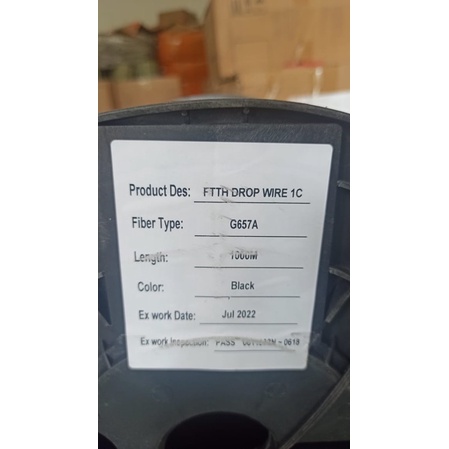 Product Des: FTTH DROP WIRE 1C
Fiber Type: G657A
Length: 1000M
Color: Black
Ex work Date: Jul 2022
Ex work Inspection: PASS - 0618